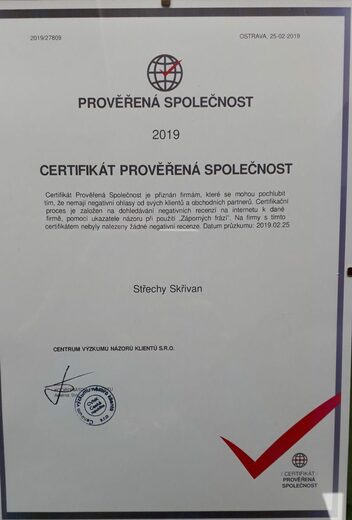 2019/27809
OSTRAVA, 25-02-2019
PROVĚŘENÁ SPOLEČNOST
2019
CERTIFIKÁT PROVĚŘENÁ SPOLEČNOST
Certifikát Prověřená Společnost je přiznán firmám, které se mohou pochlubit
tím, že nemají negativní ohlasy od svých klientů a obchodních partnerů. Certifikační
proces je založen na dohledávání negativních recenzí na internetu k dané
firmě, pomocí ukazatele názoru při použití „Záporných frází". Na firmy s tímto
certifikátem nebyly nalezeny žádné negativní recenze. Datum průzkumu: 2019.02.25
Střechy Skřivan
CENTRUM VÝZKUMU NÁZORŮ KLIENTŮ S.R.O.
CERTIFIKÁT
PROVĚŘENÁ
SPOLEČNOST